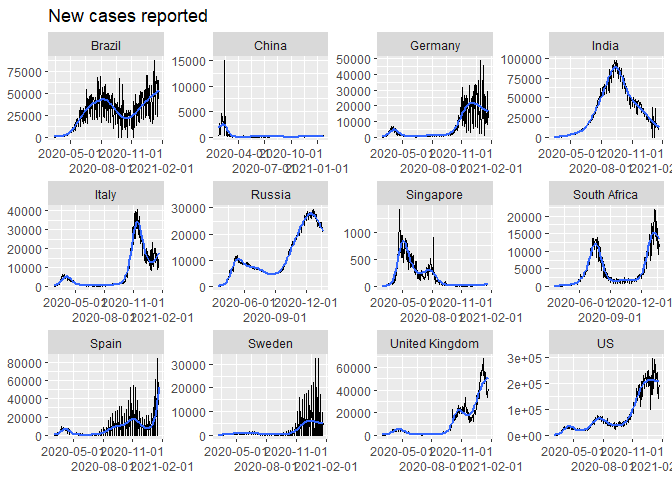 New cases reported
Brazil China Germany India
75000 50000 25000 0
15000 10000 5000 0
50000 40000 30000 20000 10000 0
100000 75000 50000 25000 0
2020-05-01 2020-11-01 2020-04-01 2020-10-01 2020-05-01 2020-11-01 2020-05-01 2020-11-01
2020-08-01 2021-02-01 2020-07-01 2021-01-01 2020-08-01 2021-02-01 2020-08-01 2021-02-01
Italy Russia Singapore South Africa
40000 30000 20000 10000 0
30000 20000 10000 0
1000 500 0
20000 15000 10000 5000 0
2020-05-01 2020-11-01 2020-06-01 2020-12-01 2020-05-01 2020-11-01 2020-06-01 2020-12-01
2020-08-01 2021-02-01 2020-09-01 2020-08-01 2021-02-01 2020-09-01
Spain Sweden United Kingdom US
80000 60000 40000 20000 0
30000 20000 10000 0
60000 40000 20000 0
3e+05 2e+05 1e+05 0e+00
2020-05-01 2020-11-01 2020-05-01 2020-11-01 2020-05-01 2020-11-01 2020-05-01 2020-11-01
2020-08-01 2021-02-01 2020-08-01 2021-02-01 2020-08-01 2021-02-01 2020-08-01 2021-02-01